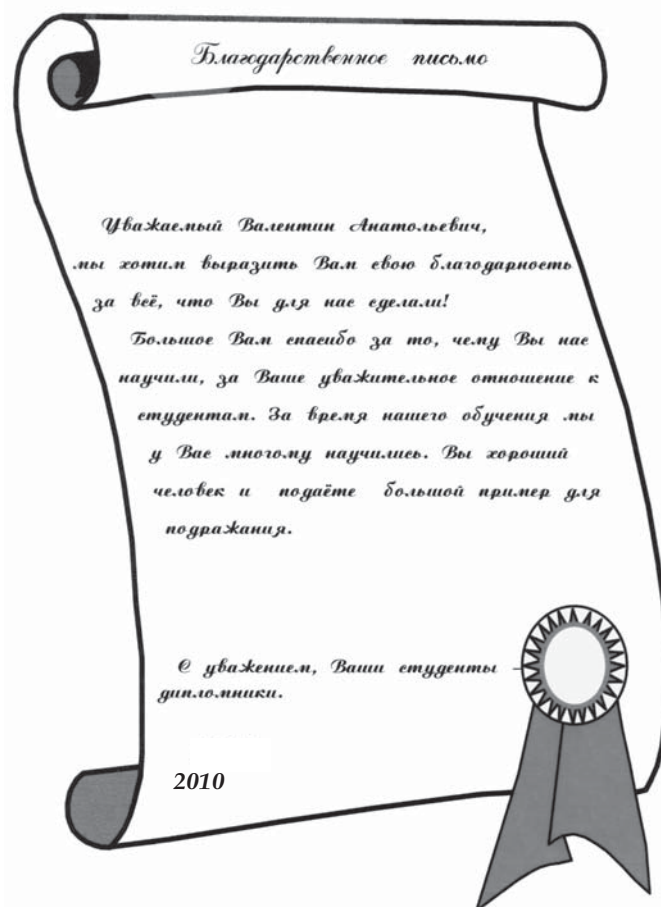 Благодарственное письмо
Уважаемый Валентин Анатольевич,
мы хотим выразить Вам свою благодарность
за всё, что Вы для нас сделали!
Большое Вам спасибо за то, чему Вы нас
научили, за Ваше уважительное отношение к
студентам. За время нашего обучения мы
у Вас многому научились. Вы хороший
человек и подаёте большой пример для
подражания.
С уважением, Ваши студенты –
дипломники.
2010